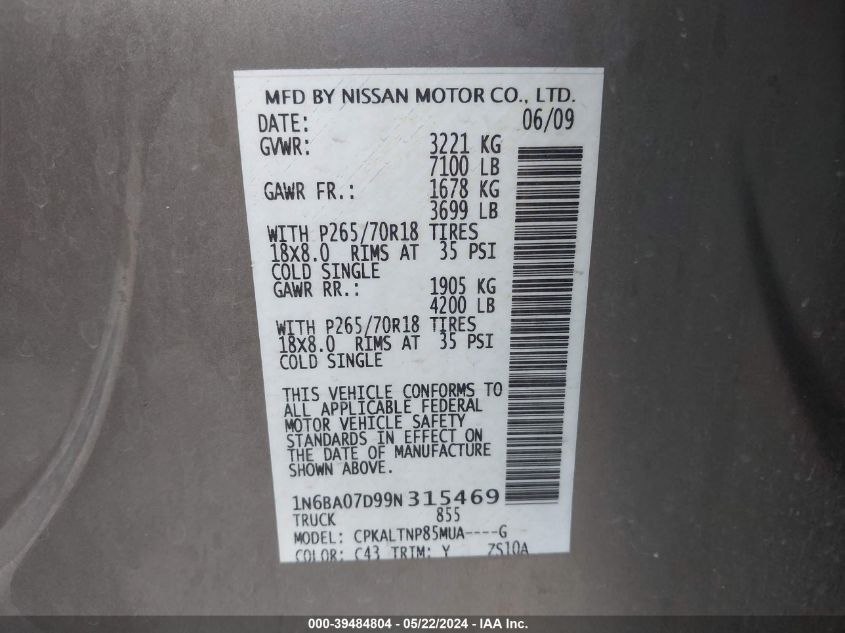 MFD BY NISSAN MOTOR CO., LTD.
DATE: 06/09
GVWR: 3221 KG
7100 LB
GAWR FR.: 1678 KG
3699 LB
WITH P265/70R18 TIRES
18X8.0 RIMS AT 35 PSI
COLD SINGLE
GAWR RR.: 1905 KG
4200 LB
WITH P265/70R18 TIRES
18X8.0 RIMS AT 35 PSI
COLD SINGLE
THIS VEHICLE CONFORMS TO
ALL APPLICABLE FEDERAL
MOTOR VEHICLE SAFETY
STANDARDS IN EFFECT ON
THE DATE OF MANUFACTURE
SHOWN ABOVE.
1N6BA07D99N315469
TRUCK 855
MODEL: CPKALTNP85MUA----G
COLOR: C43 TRIM: Y ZS10A
000-39484804 - 05/22/2024 - IAA, Inc.